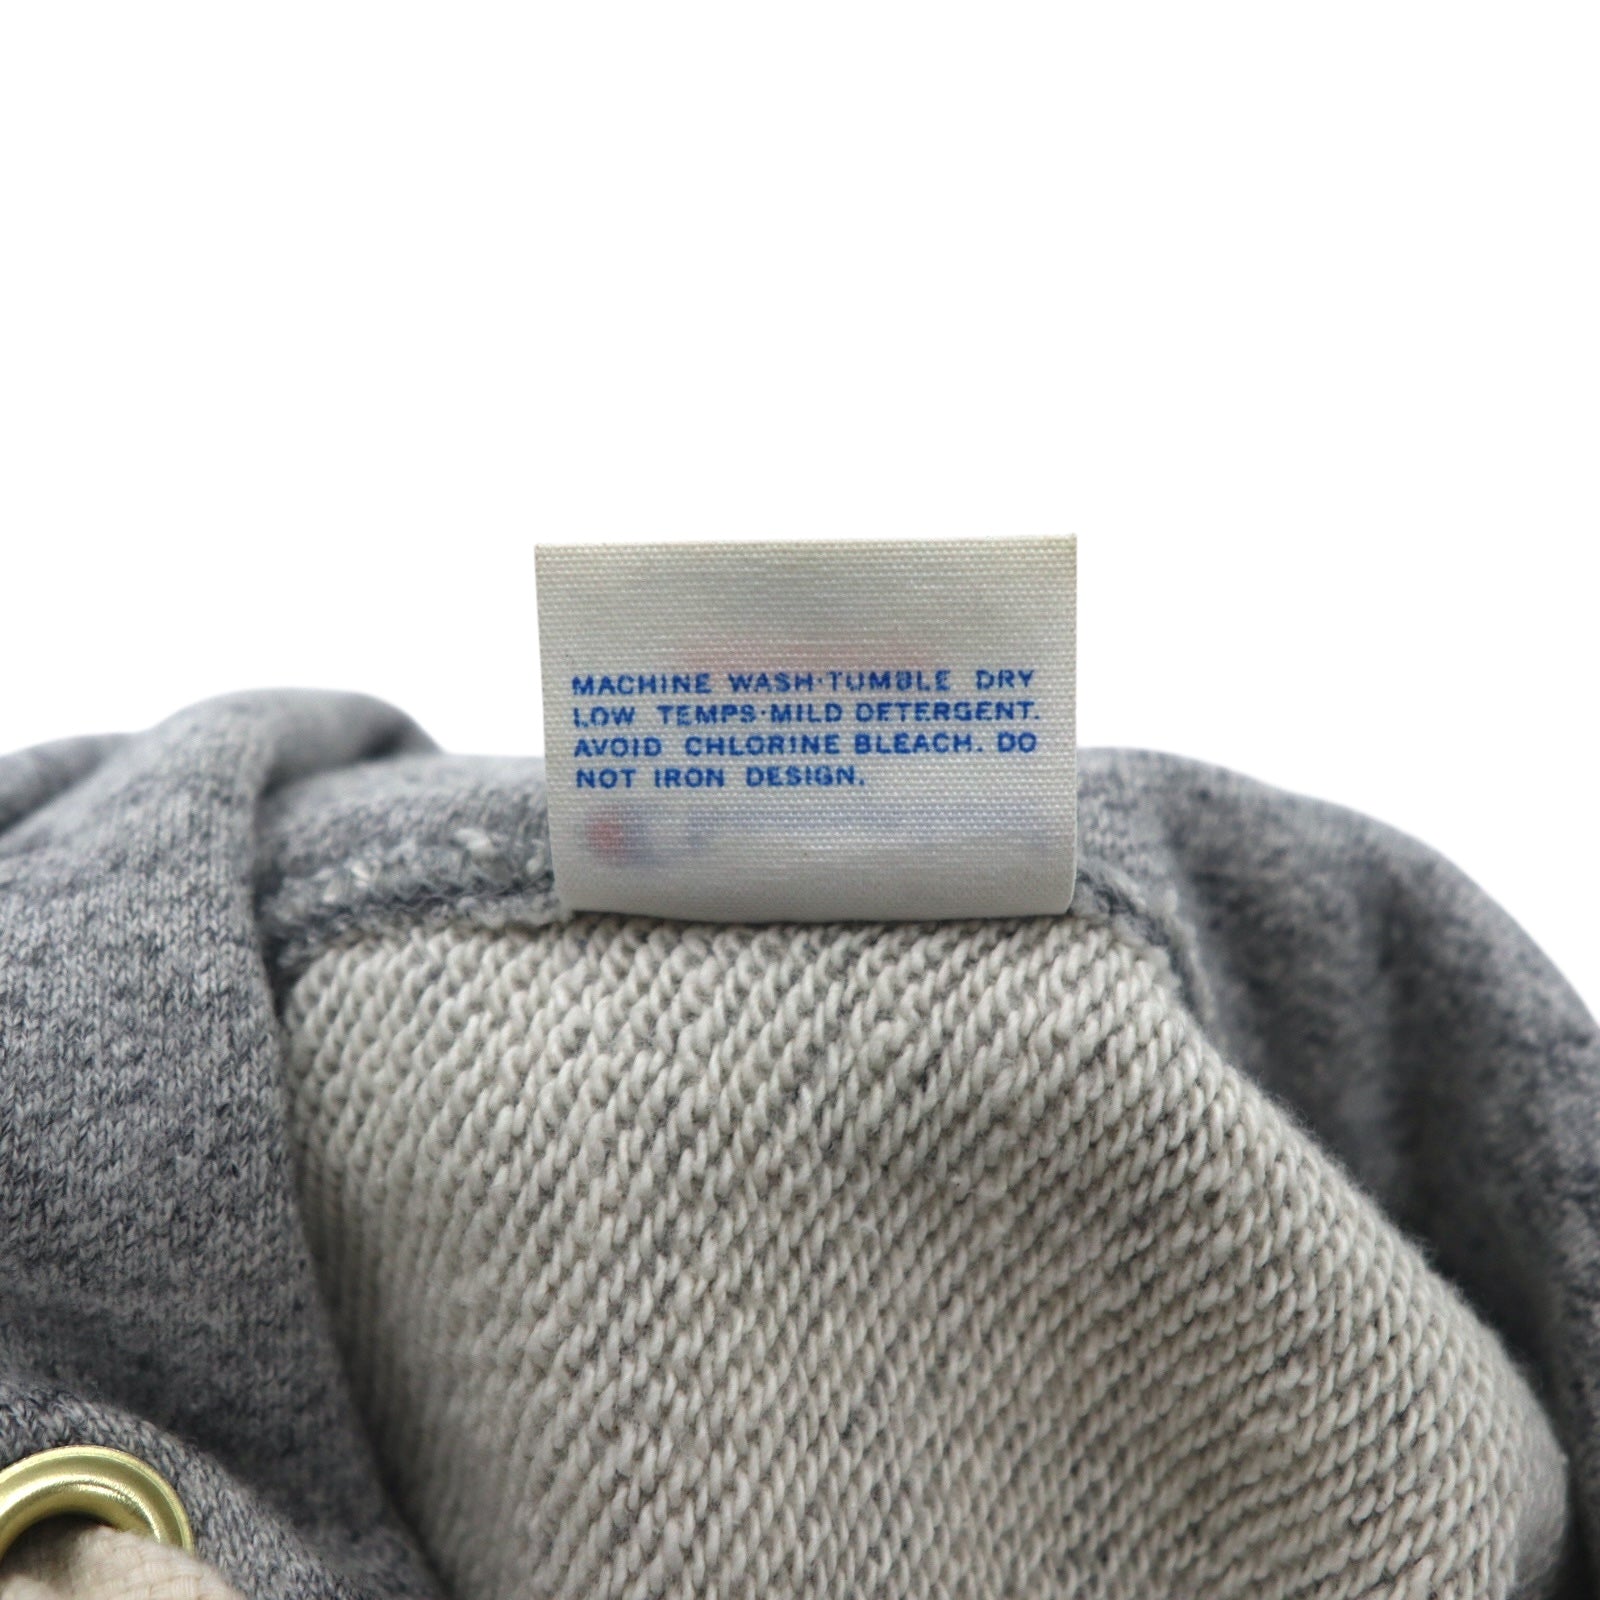 MACHINE WASH·TUMBLE DRY
LOW TEMPS·MILD DETERGENT.
AVOID CHLORINE BLEACH. DO
NOT IRON DESIGN.